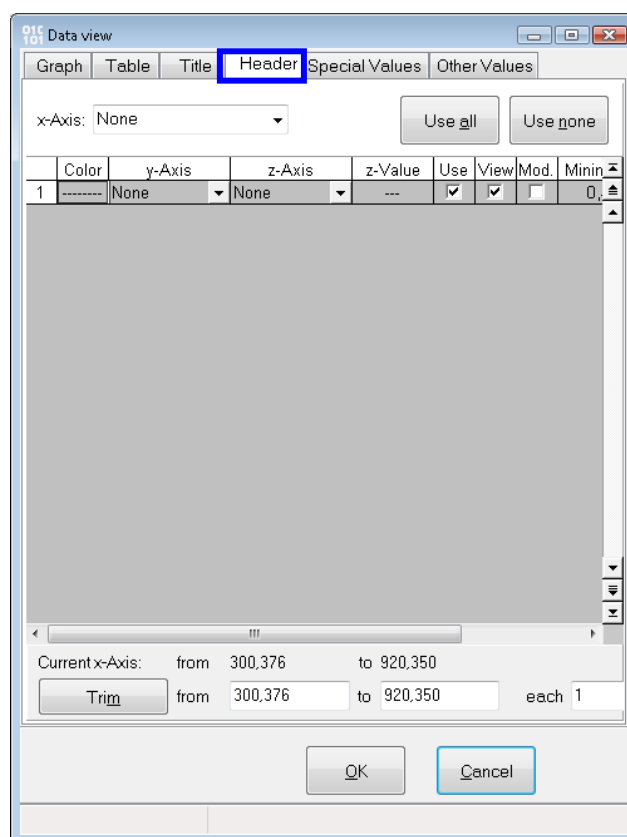 Data view
Graph Table Title Header Special Values Other Values
x-Axis: None Use all Use none
Color y-Axis z-Axis z-Value Use View Mod. Minin
1 -------- None None --- 0,
Current x-Axis: from 300,376 to 920,350
Trim from 300,376 to 920,350 each 1
OK Cancel